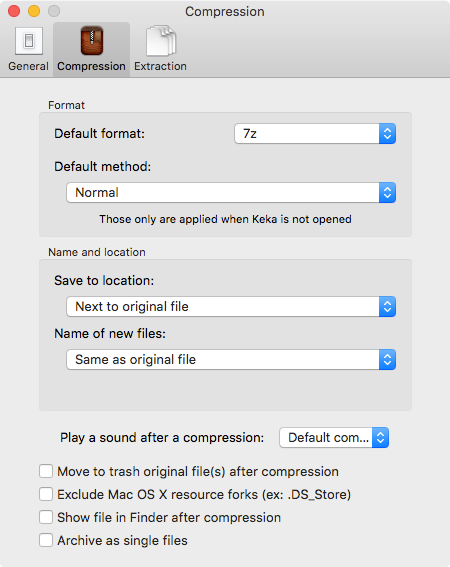 Compression
General Compression Extraction
Format
Default format: 7z
Default method:
Normal
Those only are applied when Keka is not opened
Name and location
Save to location:
Next to original file
Name of new files:
Same as original file
Play a sound after a compression: Default com...
Move to trash original file(s) after compression
Exclude Mac OS X resource forks (ex: .DS_Store)
Show file in Finder after compression
Archive as single files